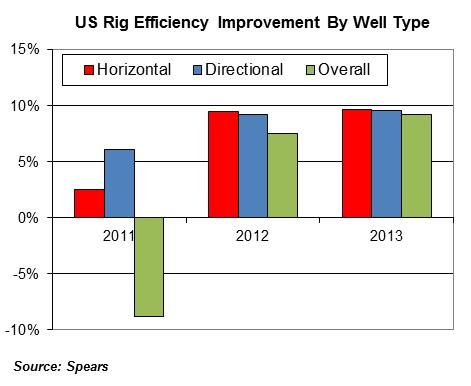 US Rig Efficiency Improvement By Well Type
15%
Horizontal Directional Overall
10%
5%
0%
2011 2012 2013
-5%
-10%
Source: Spears